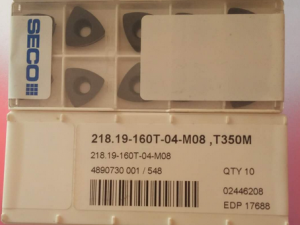 SECO
218.19-160T-04-M08 ,T350M
218.19-160T-04-M08
4890730 001 / 548
QTY 10
02446208
EDP 17688